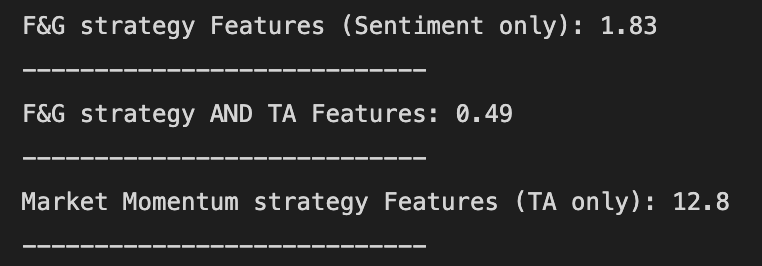 F&G strategy Features (Sentiment only): 1.83
----------------------------
F&G strategy AND TA Features: 0.49
----------------------------
Market Momentum strategy Features (TA only): 12.8
----------------------------